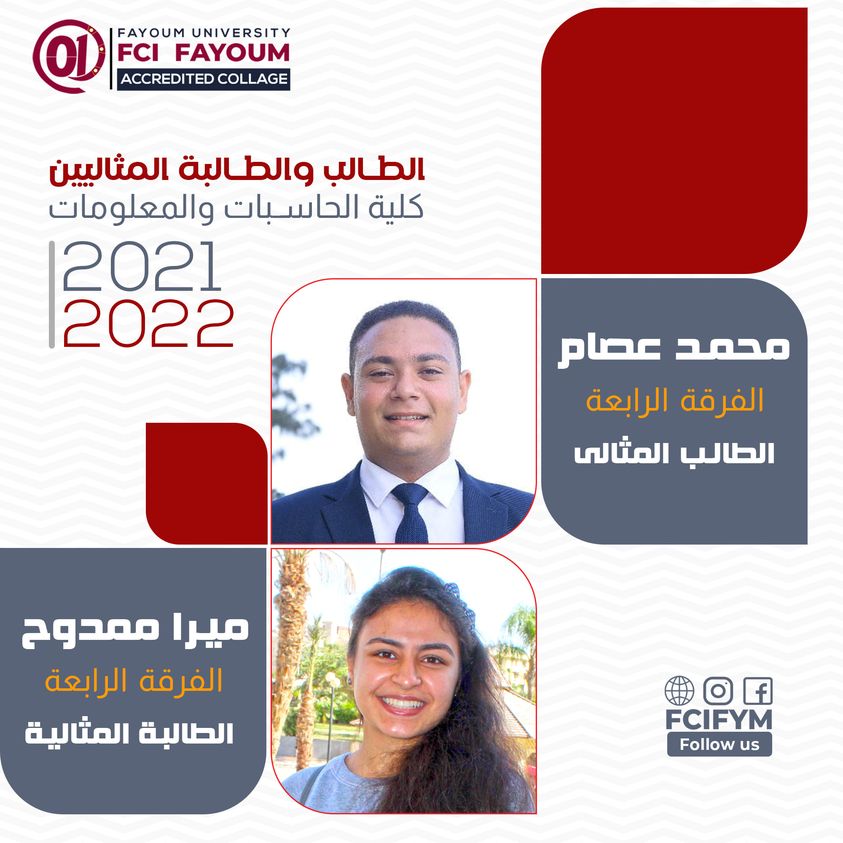 FAYOUM UNIVERSITY
FCI FAYOUM
ACCREDITED COLLAGE
الطالب والطالبة المثاليين
كلية الحاسبات والمعلومات
2021
2022
محمد عصام
الفرقة الرابعة
الطالب المثالى
ميرا ممدوح
الفرقة الرابعة
الطالبة المثالية
FCIFYM
Follow us